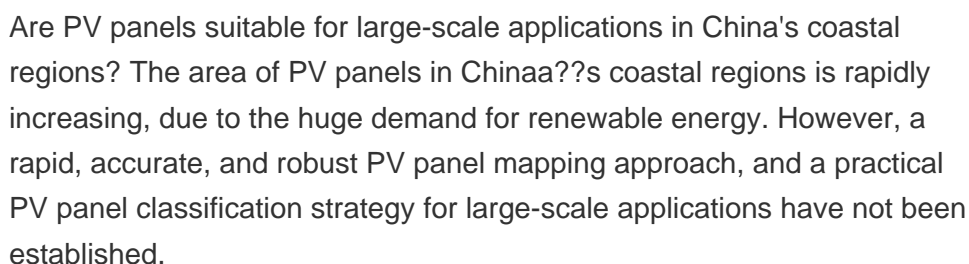 Are PV panels suitable for large-scale applications in China's coastal
regions? The area of PV panels in Chinaa??s coastal regions is rapidly
increasing, due to the huge demand for renewable energy. However, a
rapid, accurate, and robust PV panel mapping approach, and a practical
PV panel classification strategy for large-scale applications have not been
established.